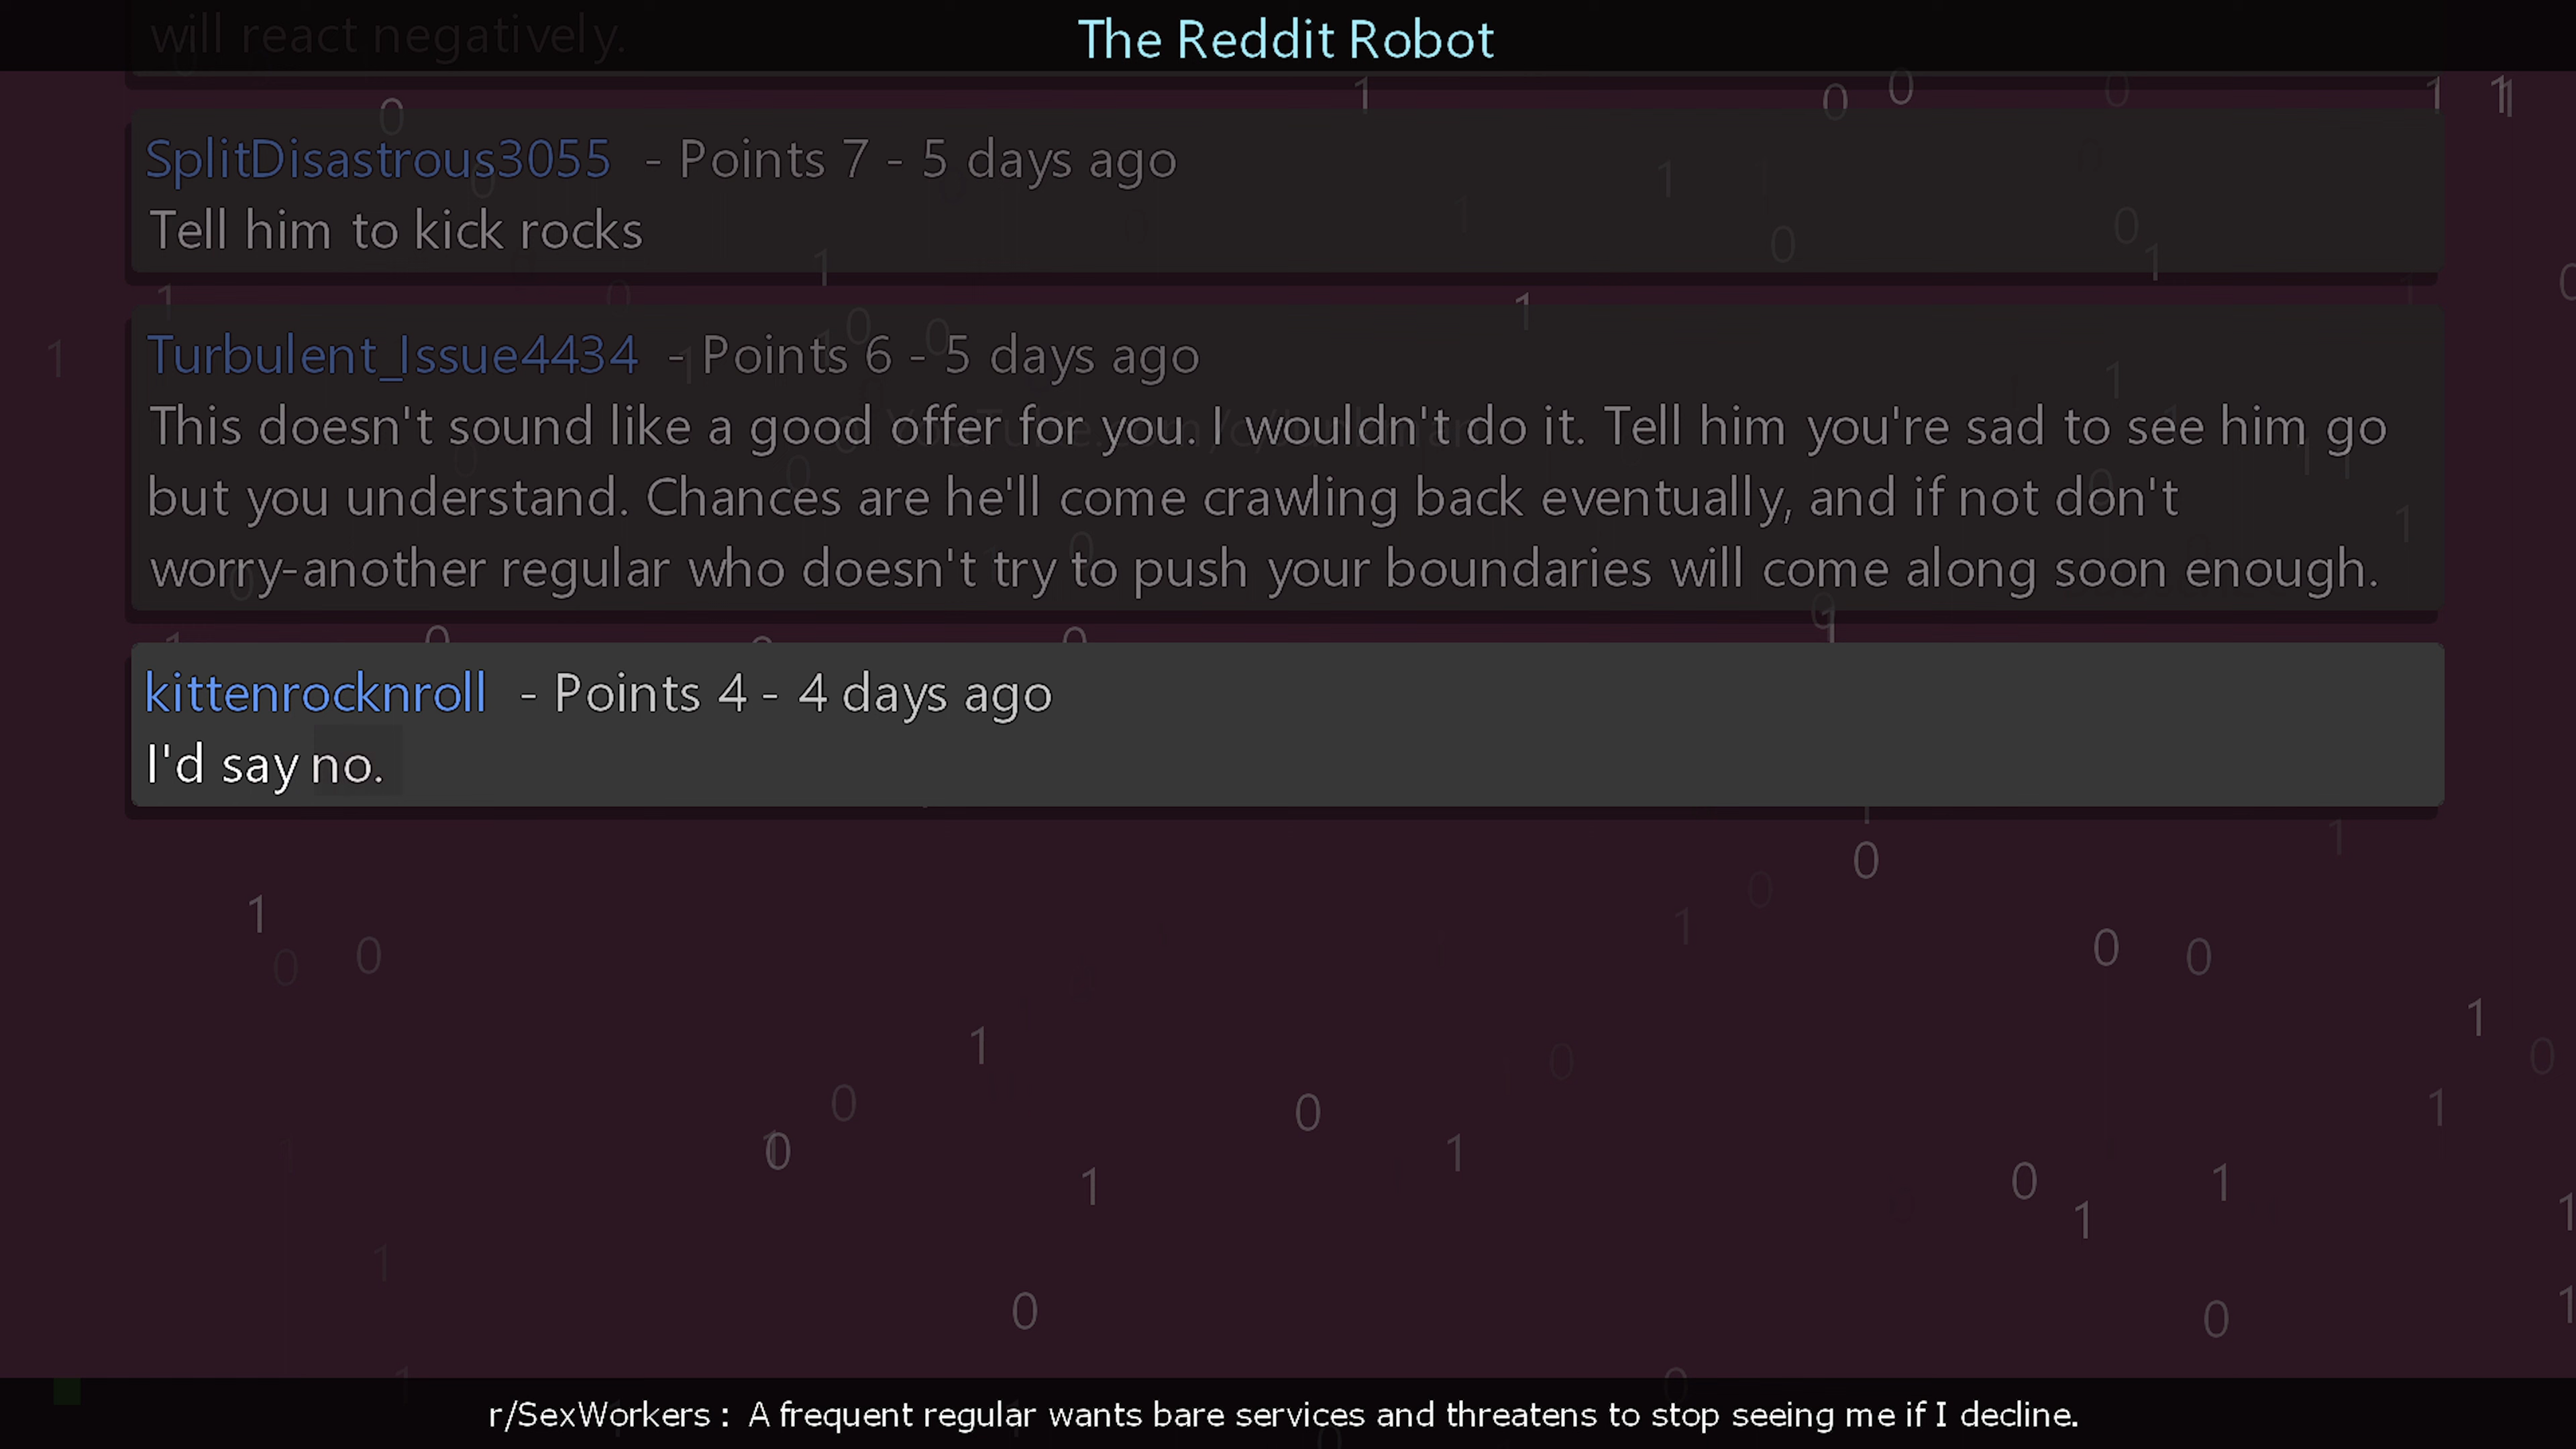 will react negatively.
The Reddit Robot
SplitDisastrous3055 - Points 7 - 5 days ago
Tell him to kick rocks
Turbulent_Issue4434 - Points 6 - 5 days ago
This doesn't sound like a good offer for you. I wouldn't do it. Tell him you're sad to see him go
but you understand. Chances are he'll come crawling back eventually, and if not don't
worry-another regular who doesn't try to push your boundaries will come along soon enough.
kittenrocknroll - Points 4 - 4 days ago
I'd say no.
r/SexWorkers : A frequent regular wants bare services and threatens to stop seeing me if I decline.